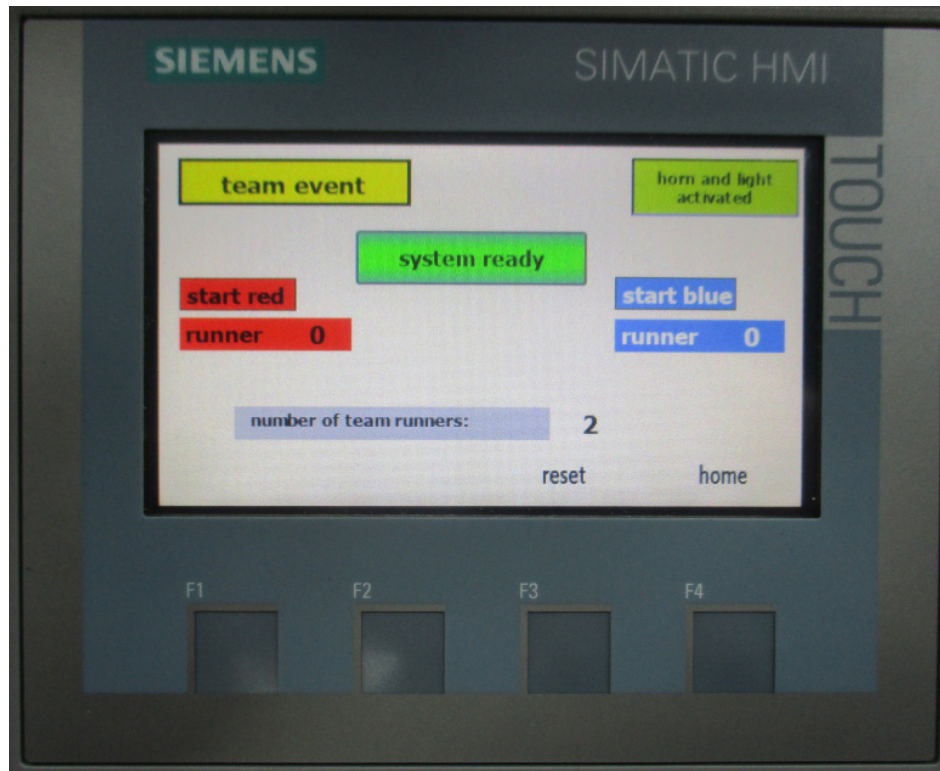 SIEMENS
SIMATIC HMI
TOUCH
team event
horn and light
activated
system ready
start red
start blue
runner 0
runner 0
number of team runners: 2
reset
home
F1
F2
F3
F4